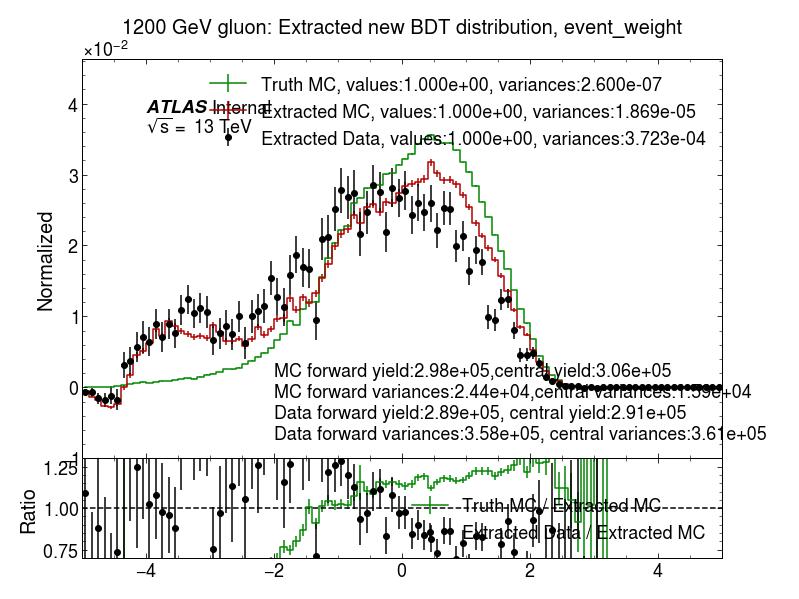 1200 GeV gluon: Extracted new BDT distribution, event_weight
×10−2
Truth MC, values:1.000e+00, variances:2.600e-07
ATLAS Internal
Extracted MC, values:1.000e+00, variances:1.869e-05
√s = 13 TeV
Extracted Data, values:1.000e+00, variances:3.723e-04
4
3
2
1
0
Normalized
MC forward yield:2.98e+05,central yield:3.06e+05
MC forward variances:2.44e+04,central variances:1.59e+04
Data forward yield:2.89e+05, central yield:2.91e+05
Data forward variances:3.58e+05, central variances:3.61e+05
1.25
1.00
0.75
Ratio
Truth MC / Extracted MC
Extracted Data / Extracted MC
−4 −2 0 2 4